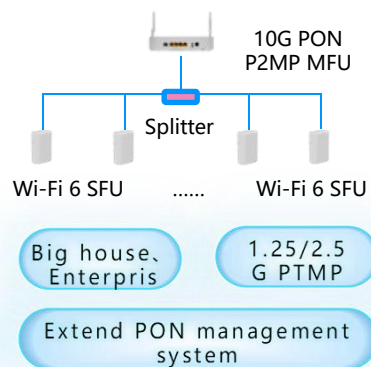 10G PON
P2MP MFU
Splitter
Wi-Fi 6 SFU ...... Wi-Fi 6 SFU
Big house、
Enterpris
1.25/2.5
G PTMP
Extend PON management
system